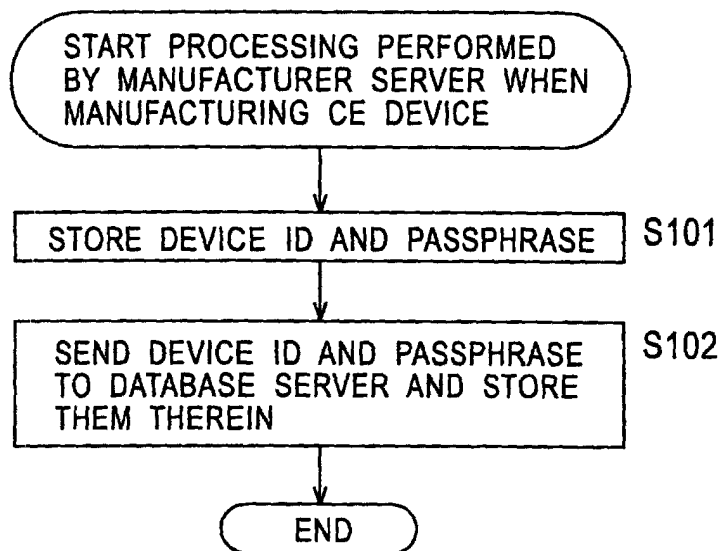 START PROCESSING PERFORMED
BY MANUFACTURER SERVER WHEN
MANUFACTURING CE DEVICE
STORE DEVICE ID AND PASSPHRASE
S101
SEND DEVICE ID AND PASSPHRASE
TO DATABASE SERVER AND STORE
THEM THEREIN
S102
END